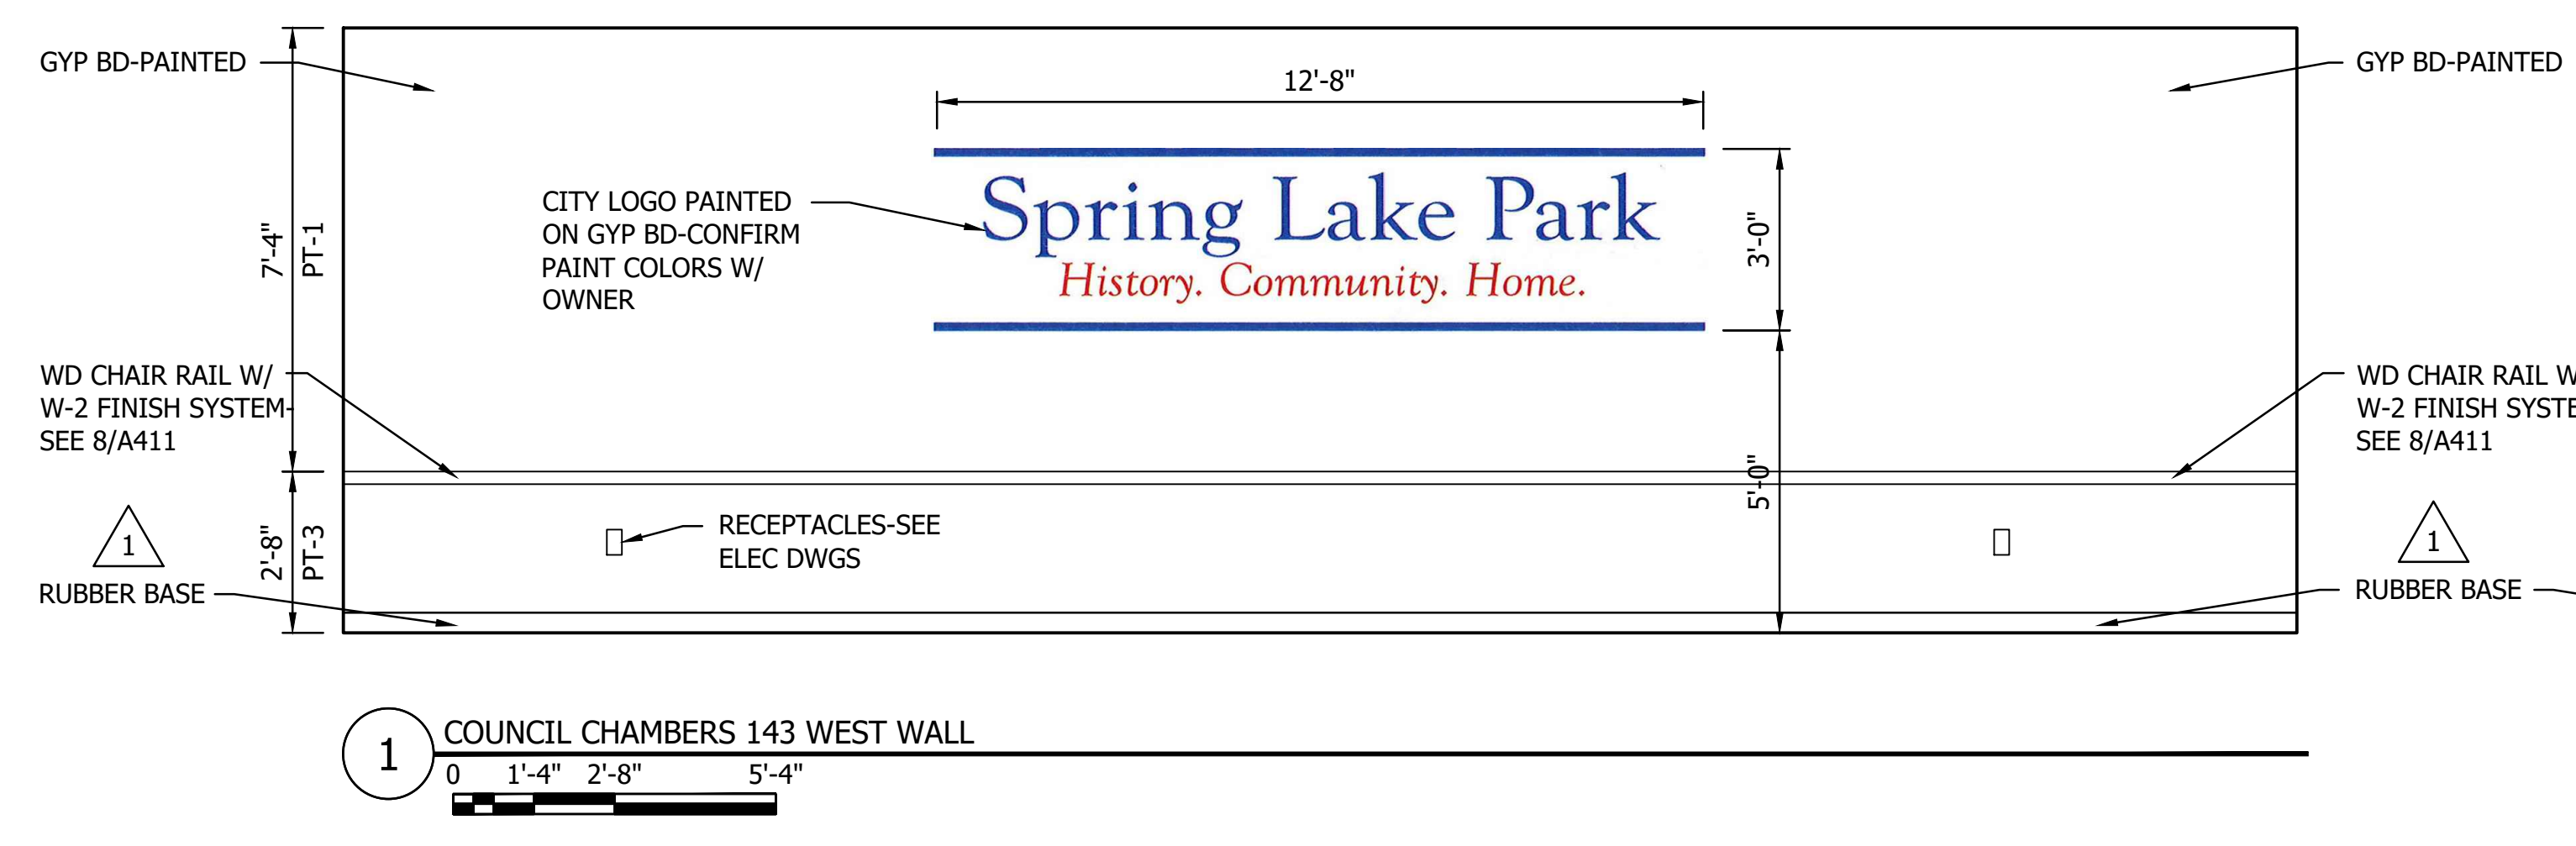 GYP BD-PAINTED
GYP BD-PAINTED
12'-8"
CITY LOGO PAINTED
ON GYP BD-CONFIRM
PAINT COLORS W/
OWNER
Spring Lake Park
History. Community. Home.
3'-0"
7'-4"
PT-1
WD CHAIR RAIL W/
W-2 FINISH SYSTEM-
SEE 8/A411
WD CHAIR RAIL W
W-2 FINISH SYSTE
SEE 8/A411
5'-0"
RECEPTACLES-SEE
ELEC DWGS
2'-8"
PT-3
1
RUBBER BASE
1
RUBBER BASE
1
COUNCIL CHAMBERS 143 WEST WALL
0 1'-4" 2'-8" 5'-4"